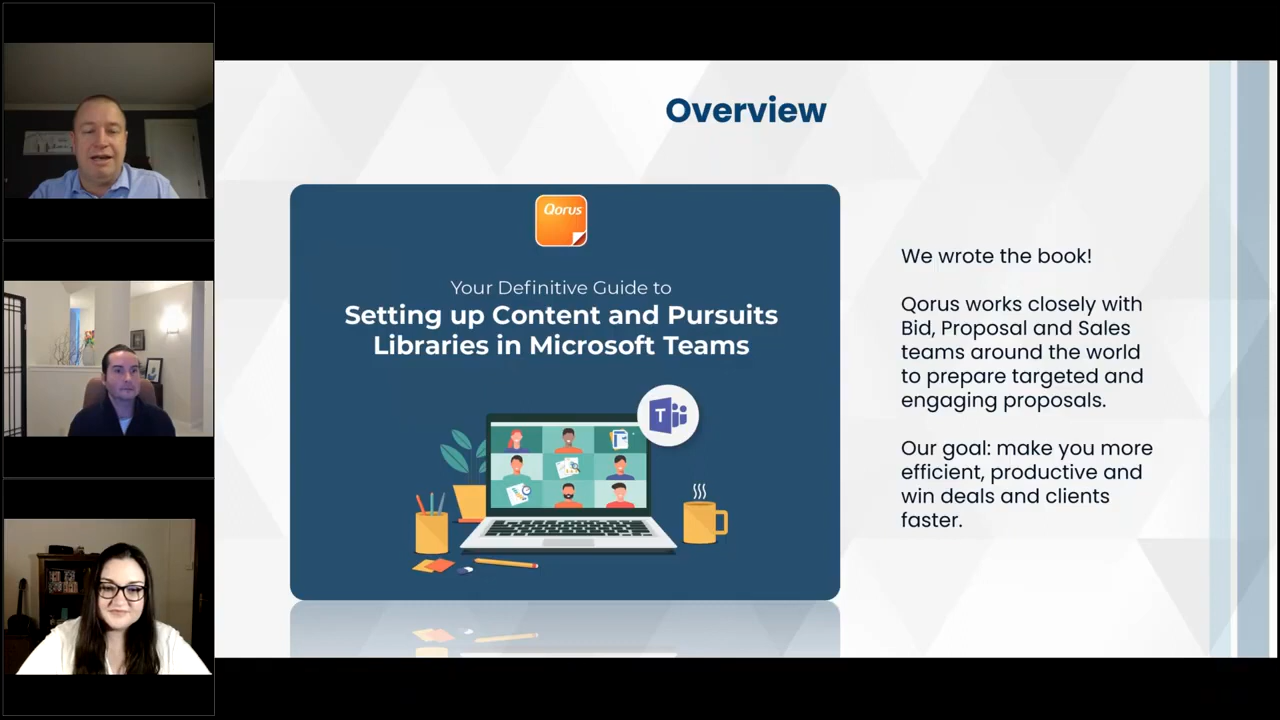 Overview
Qorus
Your Definitive Guide to
Setting up Content and Pursuits
Libraries in Microsoft Teams
T
We wrote the book!
Qorus works closely with
Bid, Proposal and Sales
teams around the world
to prepare targeted and
engaging proposals.
Our goal: make you more
efficient, productive and
win deals and clients
faster.